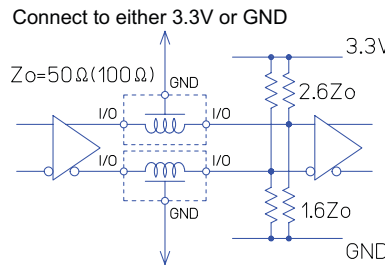 Connect to either 3.3V or GND
3.3V
Zo=50Ω(100Ω)
GND
2.6Zo
I/O
I/O
I/O
I/O
GND
1.6Zo
GND